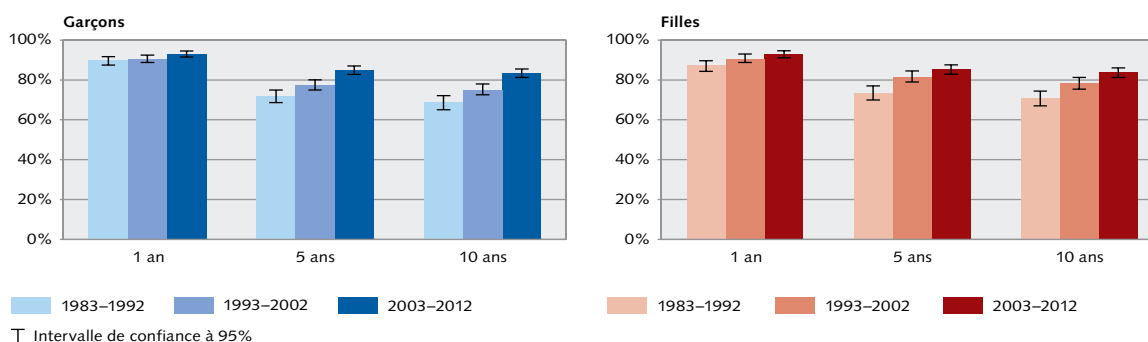 Garçons
100%
80%
60%
40%
20%
0%
1 an
5 ans
10 ans
1983–1992
1993–2002
2003–2012
Intervalle de confiance à 95%
Filles
100%
80%
60%
40%
20%
0%
1 an
5 ans
10 ans
1983–1992
1993–2002
2003–2012